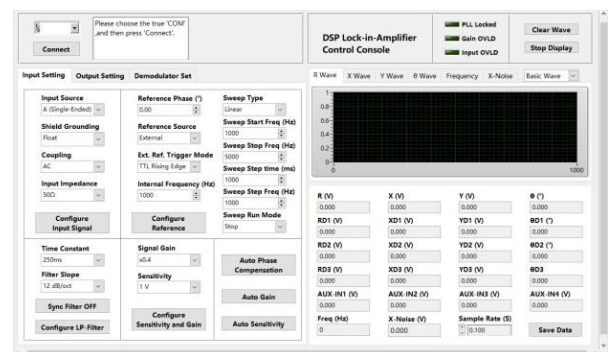 Please choose the true 'COM'
,and then press 'Connect'.
Connect
DSP Lock-in-Amplifier
Control Console
PLL Locked
Gain OVLD
Input OVLD
Clear Wave
Stop Display
Input Setting
Output Setting
Demodulator Set
Input Source
A (Single-Ended)
Shield Grounding
Float
Coupling
AC
Input Impedance
50Ω
Configure
Input Signal
Reference Phase (°)
0.00
Reference Source
External
Ext. Ref. Trigger Mode
TTL Rising Edge
Internal Frequency (Hz)
1000
Configure
Reference
Sweep Type
Linear
Sweep Start Freq (Hz)
1000
Sweep Stop Freq (Hz)
5000
Sweep Step time (ms)
1000
Sweep Step Freq (Hz)
1000
Sweep Run Mode
Stop
Time Constant
250ms
Filter Slope
12 dB/oct
Sync Filter OFF
Configure LP-Filter
Signal Gain
x0.4
Sensitivity
1 V
Configure
Sensitivity and Gain
Auto Phase
Compensation
Auto Gain
Auto Sensitivity
R Wave X Wave Y Wave θ Wave Frequency X-Noise Basic Wave
1
0.8
0.6
0.4
0.2
0
0 1000
R (V) X (V) Y (V) θ (°)
0.000 0.000 0.000 0.000
RD1 (V) XD1 (V) YD1 (V) θD1 (°)
0.000 0.000 0.000 0.000
RD2 (V) XD2 (V) YD2 (V) θD2 (°)
0.000 0.000 0.000 0.000
RD3 (V) XD3 (V) YD3 (V) θD3
0.000 0.000 0.000 0.000
AUX-IN1 (V) AUX-IN2 (V) AUX-IN3 (V) AUX-IN4 (V)
0.000 0.000 0.000 0.000
Freq (Hz) X-Noise (V) Sample Rate (S)
0 0.000 0.100 Save Data